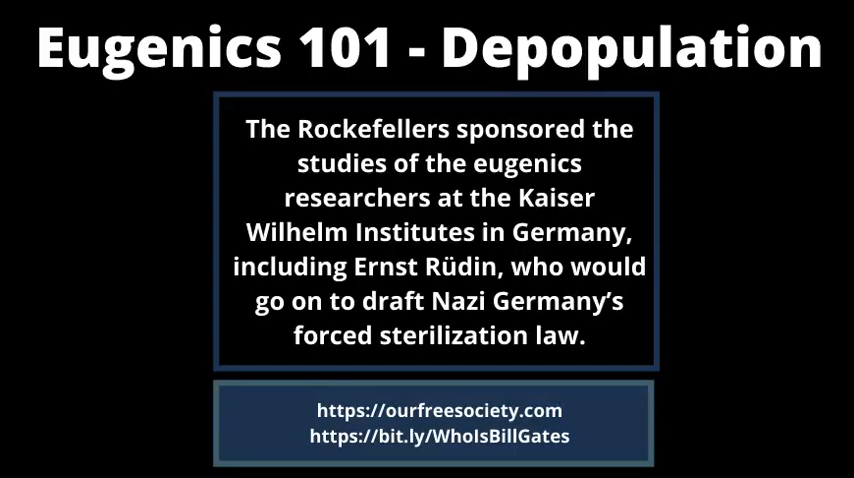 Eugenics 101 - Depopulation
The Rockefellers sponsored the
studies of the eugenics
researchers at the Kaiser
Wilhelm Institutes in Germany,
including Ernst Rüdin, who would
go on to draft Nazi Germany’s
forced sterilization law.
https://ourfreesociety.com
https://bit.ly/WhoIsBillGates